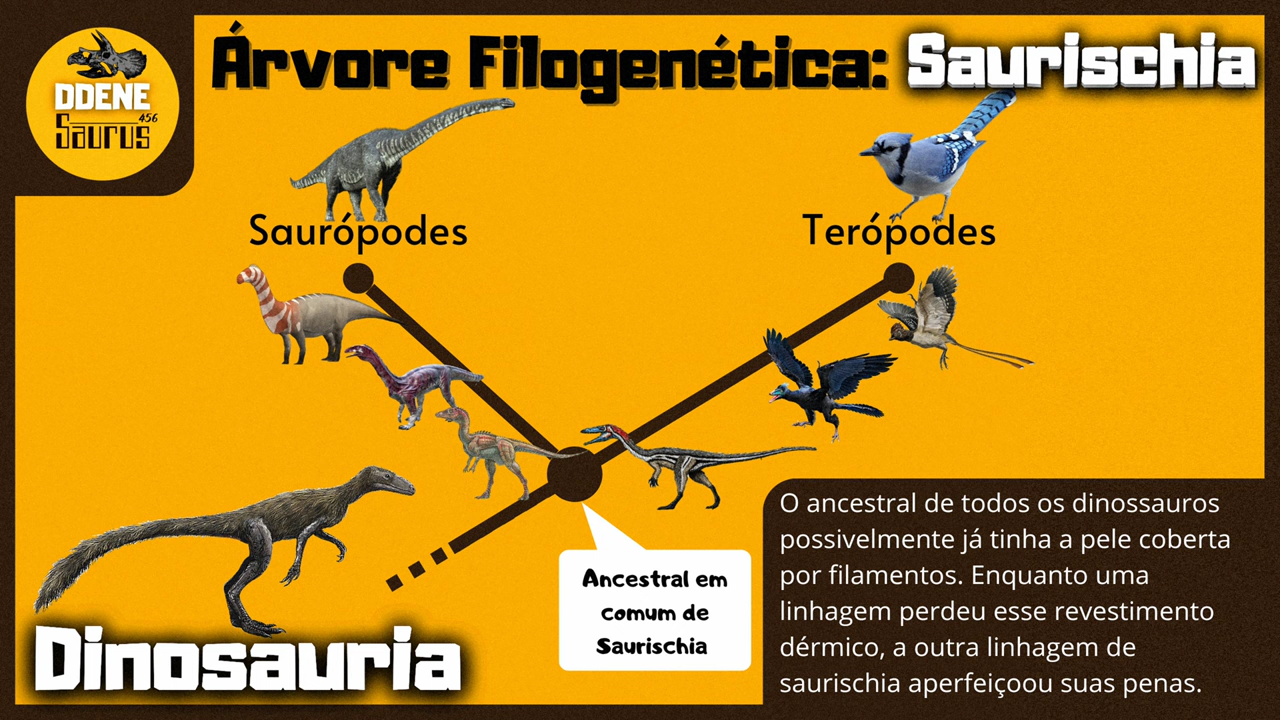 DDENE
Saurus 456
Árvore Filogenética: Saurischia
Saurópodes
Terópodes
Ancestral em
comum de
Saurischia
Dinosauria
O ancestral de todos os dinossauros
possivelmente já tinha a pele coberta
por filamentos. Enquanto uma
linhagem perdeu esse revestimento
dérmico, a outra linhagem de
saurischia aperfeiçoou suas penas.